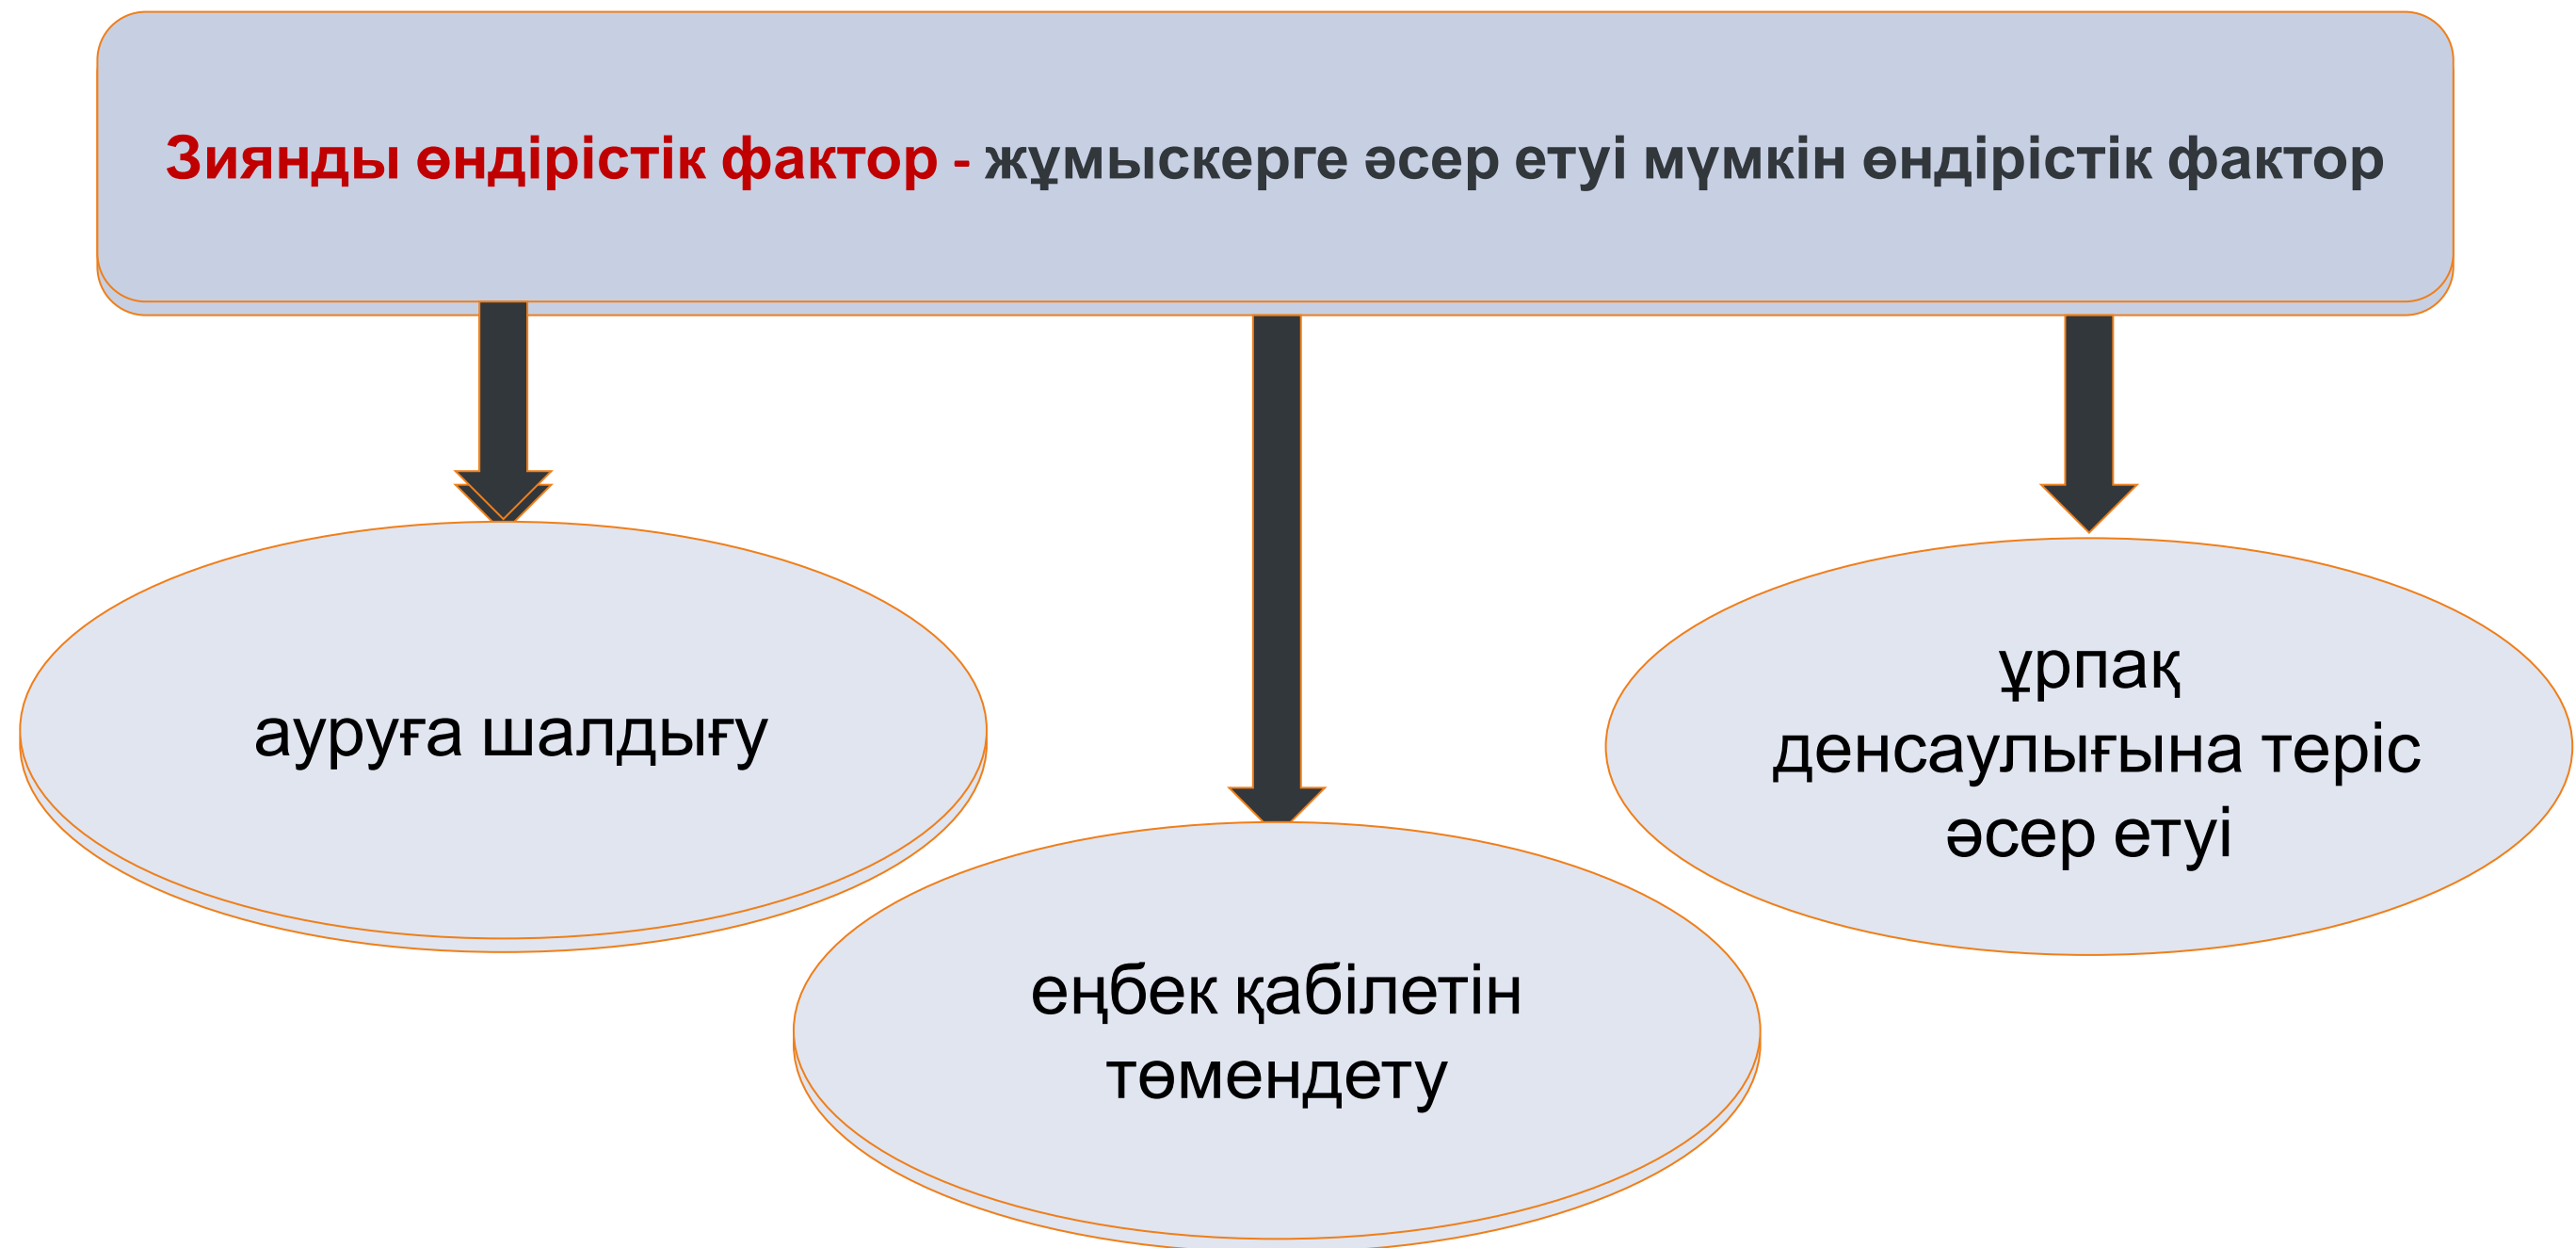 Зиянды өндірістік фактор - жұмыскерге әсер етуі мүмкін өндірістік фактор
ауруға шалдығу
еңбек қабілетін
төмендету
ұрпақ
денсаулығына теріс
әсер етуі